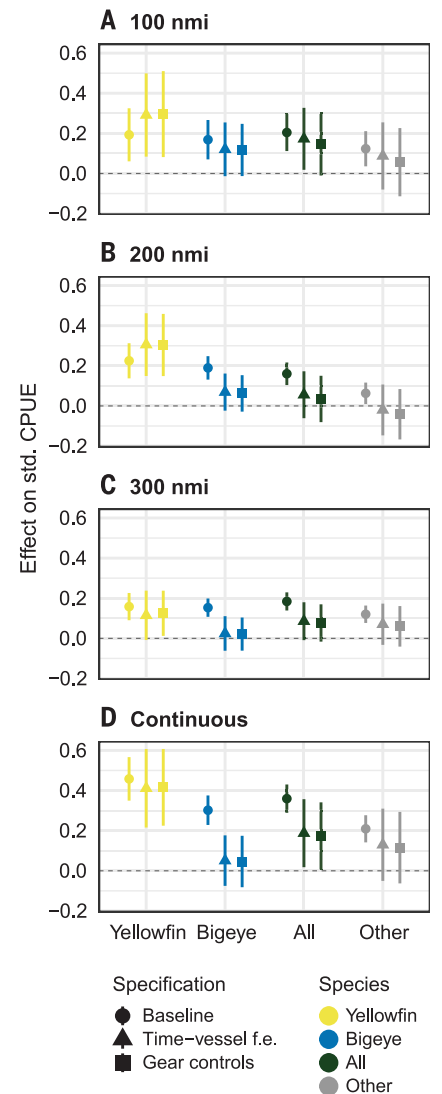 A 100 nmi
0.6
0.4
0.2
0.0
−0.2
B 200 nmi
0.6
0.4
0.2
0.0
−0.2
C 300 nmi
0.6
0.4
0.2
0.0
−0.2
D Continuous
0.6
0.4
0.2
0.0
−0.2
Effect on std. CPUE
Yellowfin Bigeye All Other
Specification
Baseline
Time-vessel f.e.
Gear controls
Species
Yellowfin
Bigeye
All
Other